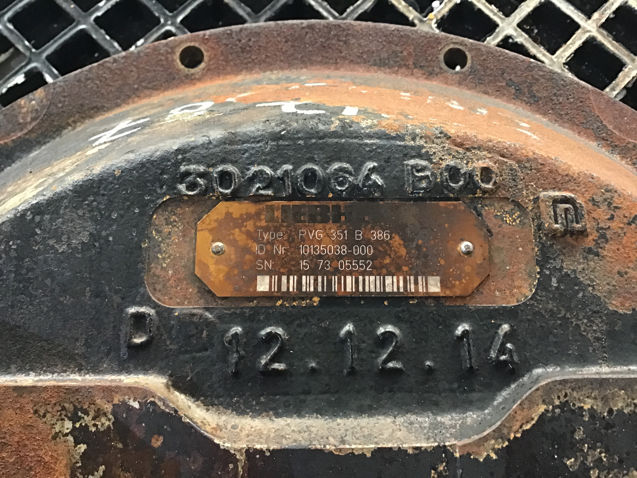 3021064 B00
LIEBHERR
Type: PVG 351 B 386
ID Nr. 10135038-000
SN: 15 73 05552
D 12.12.14